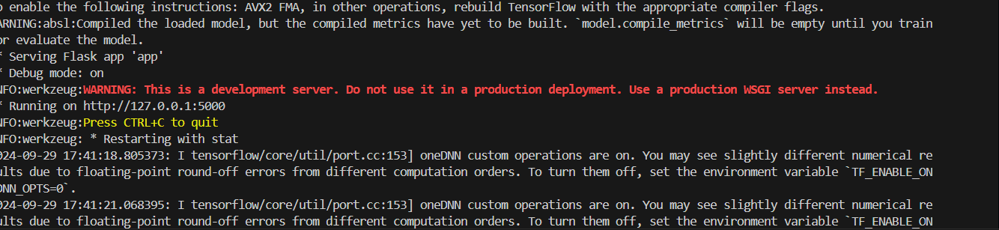 o enable the following instructions: AVX2 FMA, in other operations, rebuild TensorFlow with the appropriate compiler flags.
ARNING:absl:Compiled the loaded model, but the compiled metrics have yet to be built. `model.compile_metrics` will be empty until you train
or evaluate the model.
* Serving Flask app 'app'
* Debug mode: on
NFO:werkzeug:WARNING: This is a development server. Do not use it in a production deployment. Use a production WSGI server instead.
* Running on http://127.0.0.1:5000
NFO:werkzeug:Press CTRL+C to quit
NFO:werkzeug: * Restarting with stat
024-09-29 17:41:18.805373: I tensorflow/core/util/port.cc:153] oneDNN custom operations are on. You may see slightly different numerical re
ults due to floating-point round-off errors from different computation orders. To turn them off, set the environment variable `TF_ENABLE_ON
DNN_OPTS=0`.
024-09-29 17:41:21.068395: I tensorflow/core/util/port.cc:153] oneDNN custom operations are on. You may see slightly different numerical re
ults due to floating-point round-off errors from different computation orders. To turn them off, set the environment variable `TF_ENABLE_ON